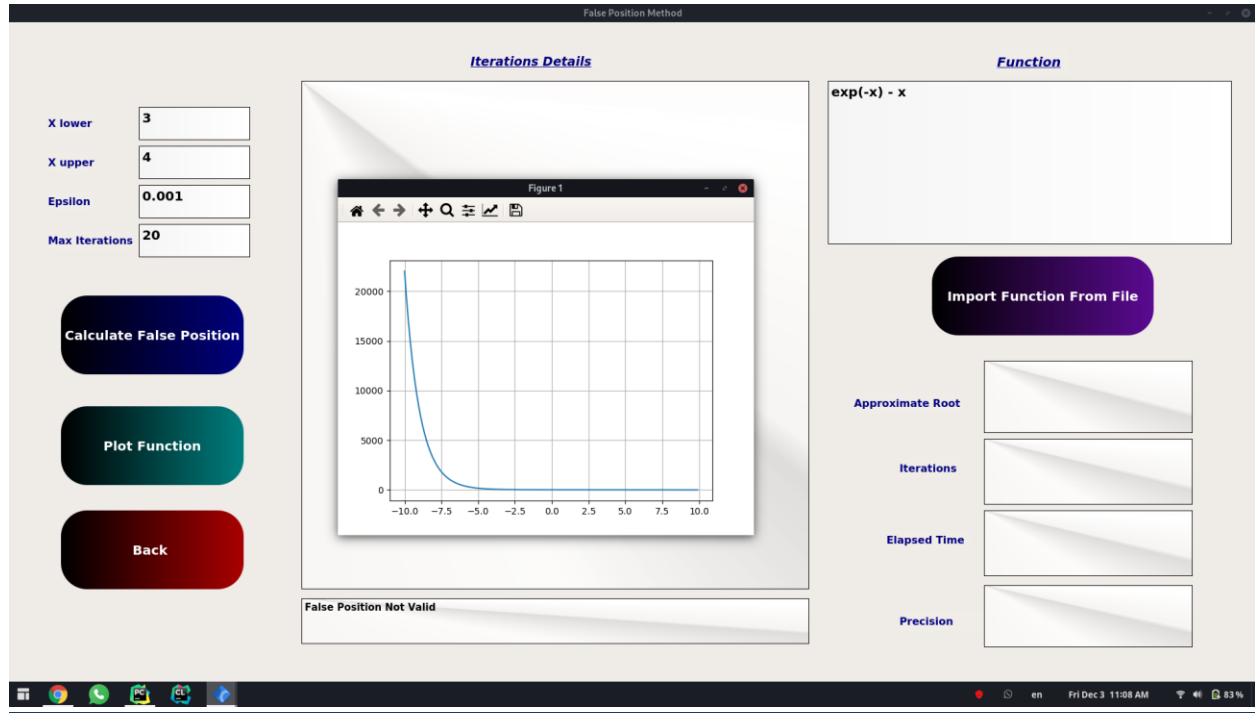 False Position Method
Iterations Details
Function
X lower
3
X upper
4
Epsilon
0.001
Max Iterations
20
exp(-x) - x
Calculate False Position
Plot Function
Back
Figure 1
20000
15000
10000
5000
0
−10.0 −7.5 −5.0 −2.5 0.0 2.5 5.0 7.5 10.0
False Position Not Valid
Import Function From File
Approximate Root
Iterations
Elapsed Time
Precision
PC
CL
en Fri Dec 3 11:08 AM 83 %